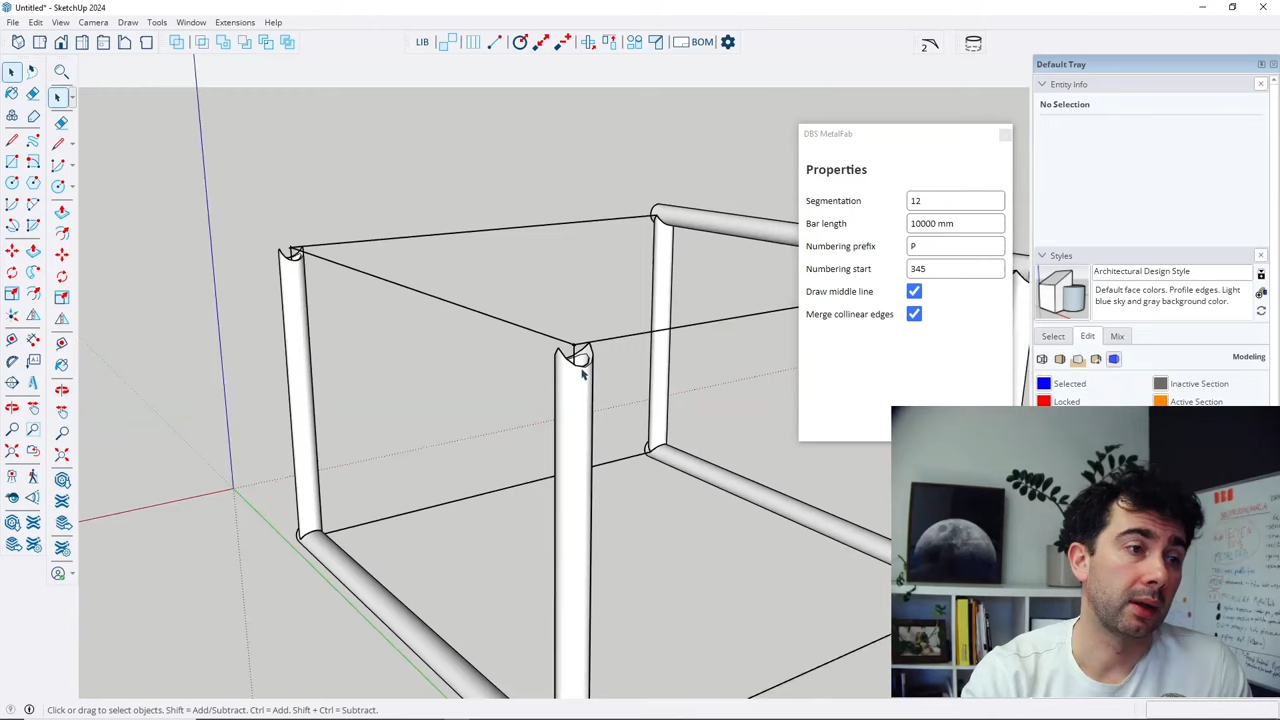 Untitled* - SketchUp 2024
File Edit View Camera Draw Tools Window Extensions Help
LIB
BOM
2
Default Tray
Entity Info
No Selection
DBS MetalFab
Properties
Segmentation 12
Bar length 10000 mm
Numbering prefix P
Numbering start 345
Draw middle line
Merge collinear edges
Styles
Architectural Design Style
Default face colors. Profile edges. Light blue sky and gray background color.
Select Edit Mix
Modeling
Selected Inactive Section
Locked Active Section
Click or drag to select objects. Shift = Add/Subtract. Ctrl = Add. Shift + Ctrl = Subtract.